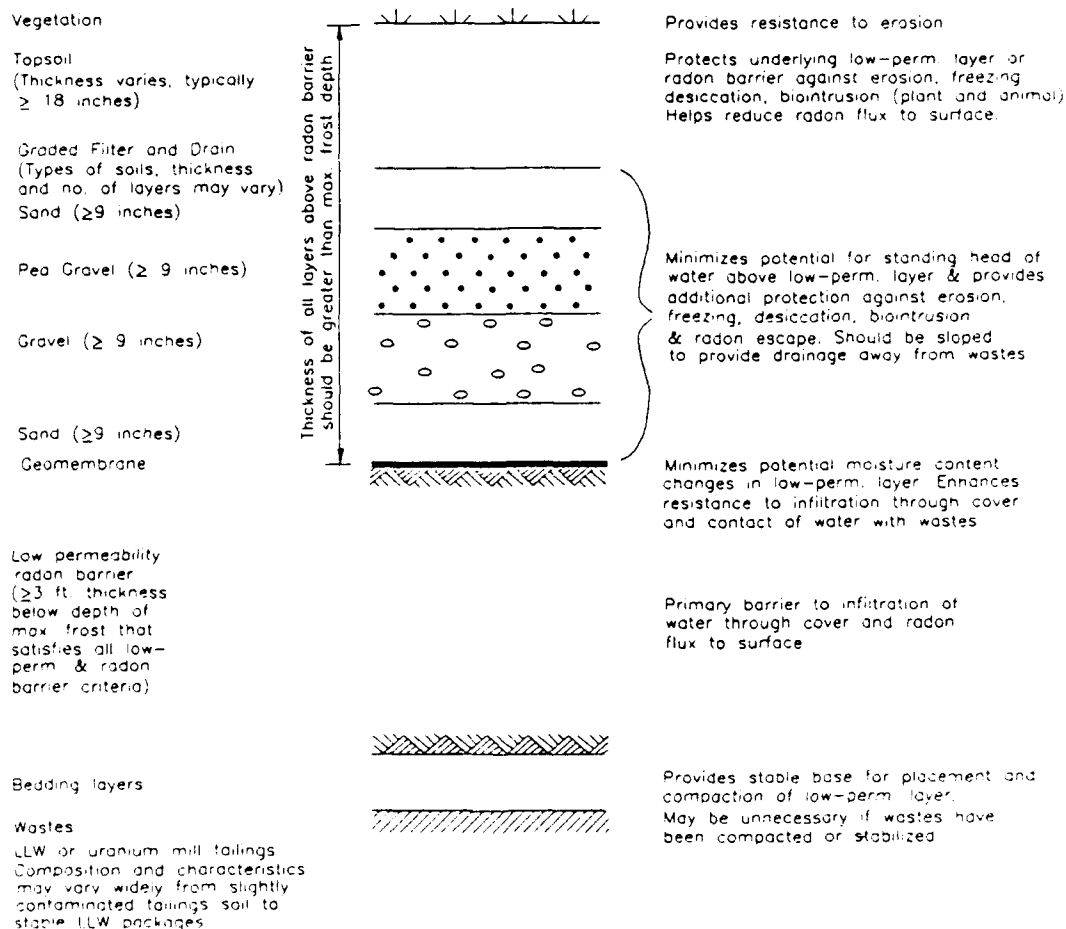 Vegetation
Provides resistance to erosion
Topsoil
(Thickness varies, typically
≥ 18 inches)
Protects underlying low-perm. layer or
radon barrier against erosion, freezing
desiccation, biointrusion (plant and animal)
Helps reduce radon flux to surface.
Thickness of all layers above radon barrier
should be greater than max. frost depth
Graded Filter and Drain
(Types of soils, thickness
and no. of layers may vary)
Sand (≥9 inches)
Pea Gravel (≥ 9 inches)
Gravel (≥ 9 inches)
Sand (≥9 inches)
Minimizes potential for standing head of
water above low-perm. layer & provides
additional protection against erosion,
freezing, desiccation, biointrusion
& radon escape. Should be sloped
to provide drainage away from wastes
Geomembrane
Minimizes potential moisture content
changes in low-perm. layer Enhances
resistance to infiltration through cover
and contact of water with wastes
Low permeability
radon barrier
(≥3 ft. thickness
below depth of
max frost that
satisfies all low-
perm & radon
barrier criteria)
Primary barrier to infiltration of
water through cover and radon
flux to surface
Bedding layers
Provides stable base for placement and
compaction of low-perm layer.
May be unnecessary if wastes have
been compacted or stabilized
Wastes
LLW or uranium mill tailings
Composition and characteristics
may vary widely from slightly
contaminated tailings soil to
stable LLW packages